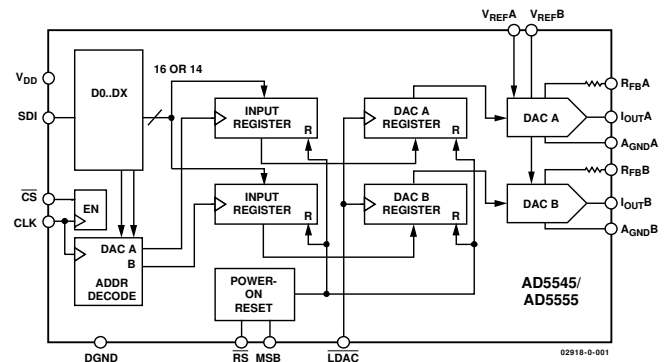 VREFA VREFB
VDD
SDI
CS
CLK
D0..DX
16 OR 14
EN
DAC A
B
ADDR
DECODE
INPUT
REGISTER
R
INPUT
REGISTER
R
POWER-
ON
RESET
DAC A
REGISTER
R
DAC B
REGISTER
R
DAC A
DAC B
RFBA
IOUTA
AGNDA
RFBB
IOUTB
AGNDB
AD5545/
AD5555
DGND
RS
MSB
LDAC
02918-0-001